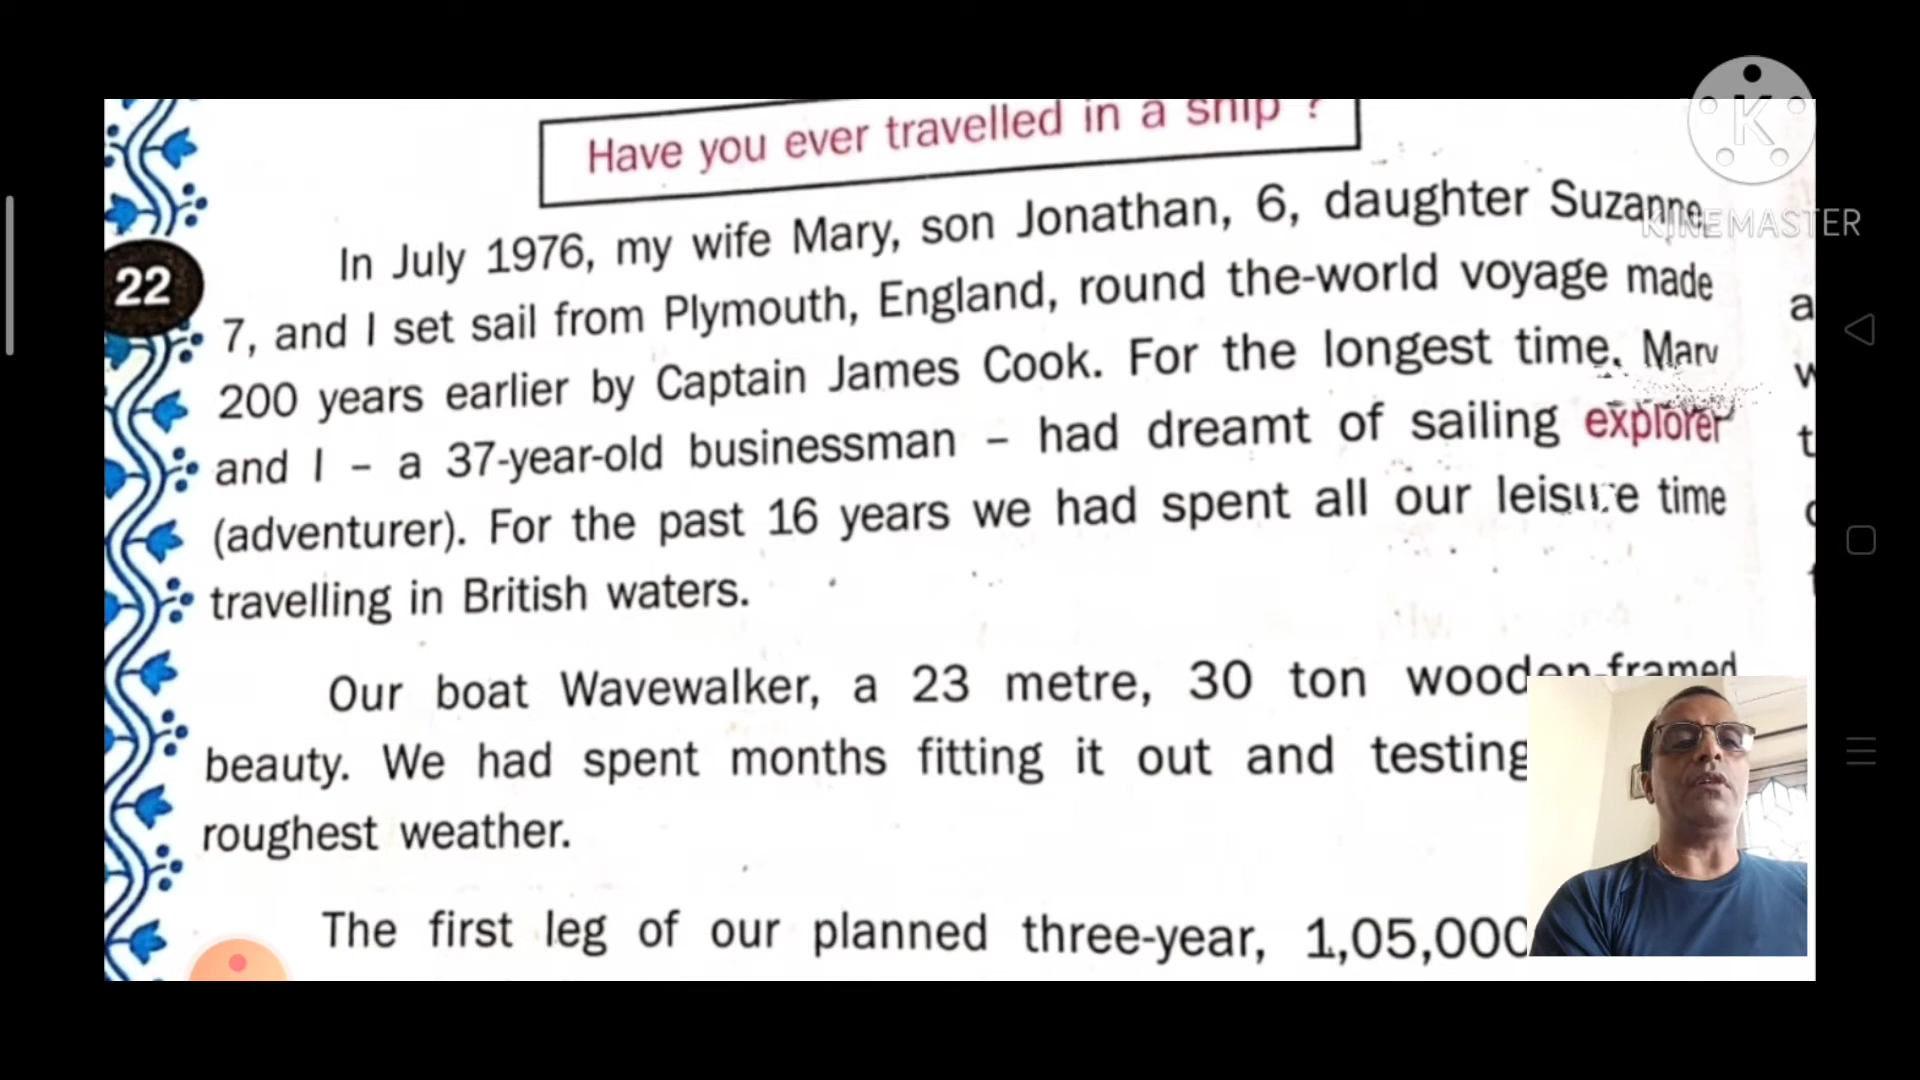 Have you ever travelled in a ship ?
K
KINEMASTER
In July 1976, my wife Mary, son Jonathan, 6, daughter Suzanne,
22
7, and I set sail from Plymouth, England, round the-world voyage made
200 years earlier by Captain James Cook. For the longest time, Mary
and I – a 37-year-old businessman – had dreamt of sailing explorer
(adventurer). For the past 16 years we had spent all our leisure time
travelling in British waters.
Our boat Wavewalker, a 23 metre, 30 ton wooden-framed
beauty. We had spent months fitting it out and testing
roughest weather.
The first leg of our planned three-year, 1,05,000